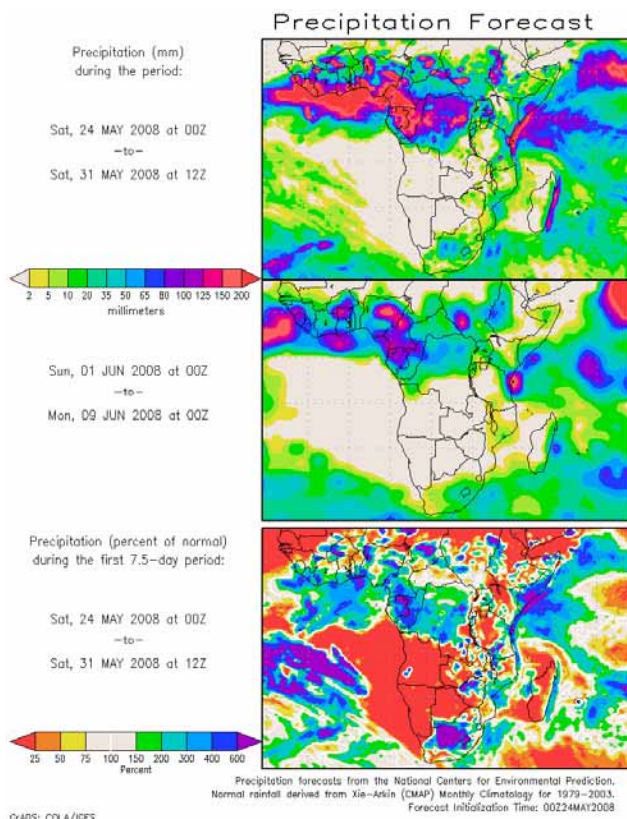 Precipitation Forecast
Precipitation (mm)
during the period:
Sat, 24 MAY 2008 at 00Z
—to—
Sat, 31 MAY 2008 at 12Z
2 5 10 20 35 50 65 80 100 125 150 200
millimeters
Sun, 01 JUN 2008 at 00Z
—to—
Mon, 09 JUN 2008 at 00Z
Precipitation (percent of normal)
during the first 7.5-day period:
Sat, 24 MAY 2008 at 00Z
—to—
Sat, 31 MAY 2008 at 12Z
25 50 75 100 150 200 300 400 600
Percent
Precipitation forecasts from the National Centers for Environmental Prediction.
Normal rainfall derived from Xie-Arkin (CMAP) Monthly Climatology for 1979-2003.
Forecast Initialization Time: 00Z24MAY2008
GrADS: COLA/IGES